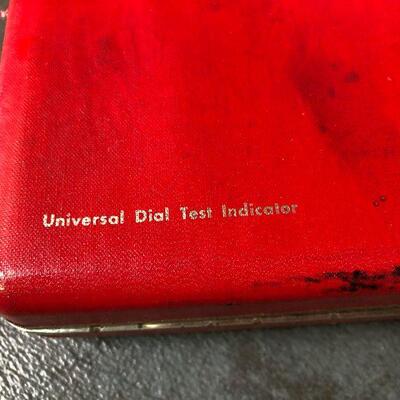 Universal Dial Test Indicator